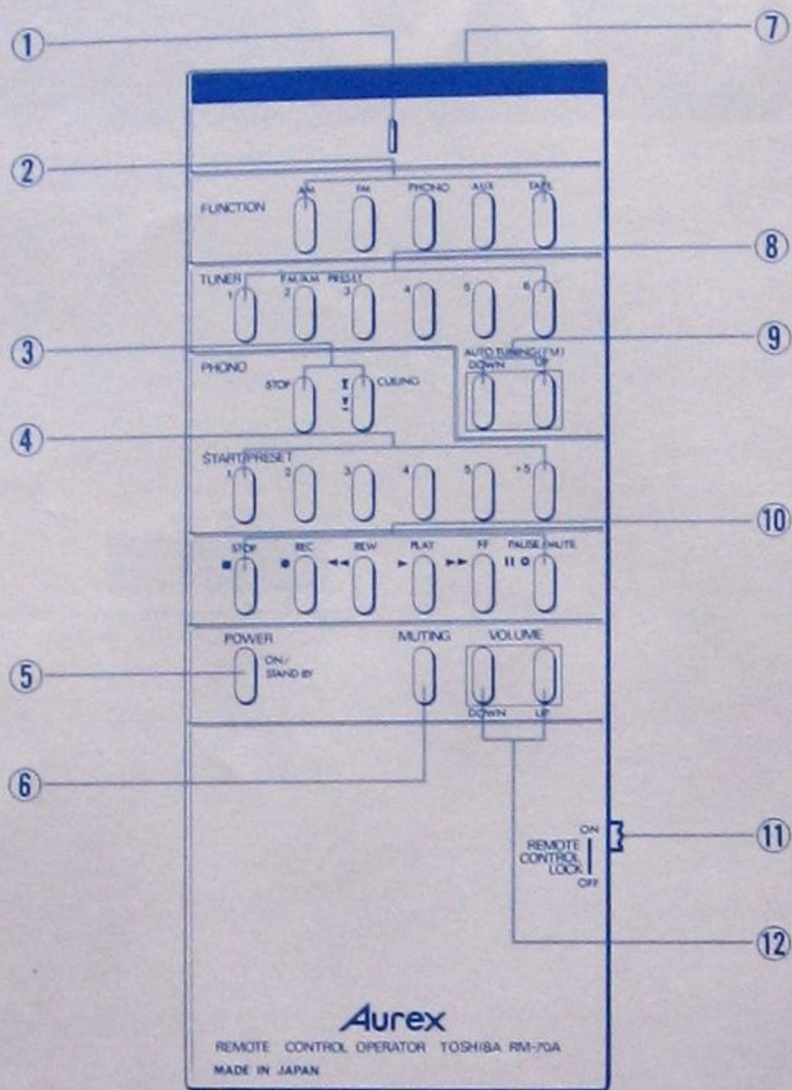 ① ⑦
②
AM FM PHONO AUX TAPE
FUNCTION
⑧
TUNER FM/AM PRESET
1 2 3 4 5 6
③ ⑨
AUTO TUNING (FM)
PHONO DOWN UP
STOP CUEING
④
START/PRESET
1 2 3 4 5 +5
⑩
STOP REC REW PLAY FF PAUSE/MUTE
POWER MUTING VOLUME
⑤
ON/
STAND BY
DOWN UP
⑥
ON
⑪
REMOTE
CONTROL
LOCK
OFF
⑫
Aurex
REMOTE CONTROL OPERATOR TOSHIBA RM-70A
MADE IN JAPAN